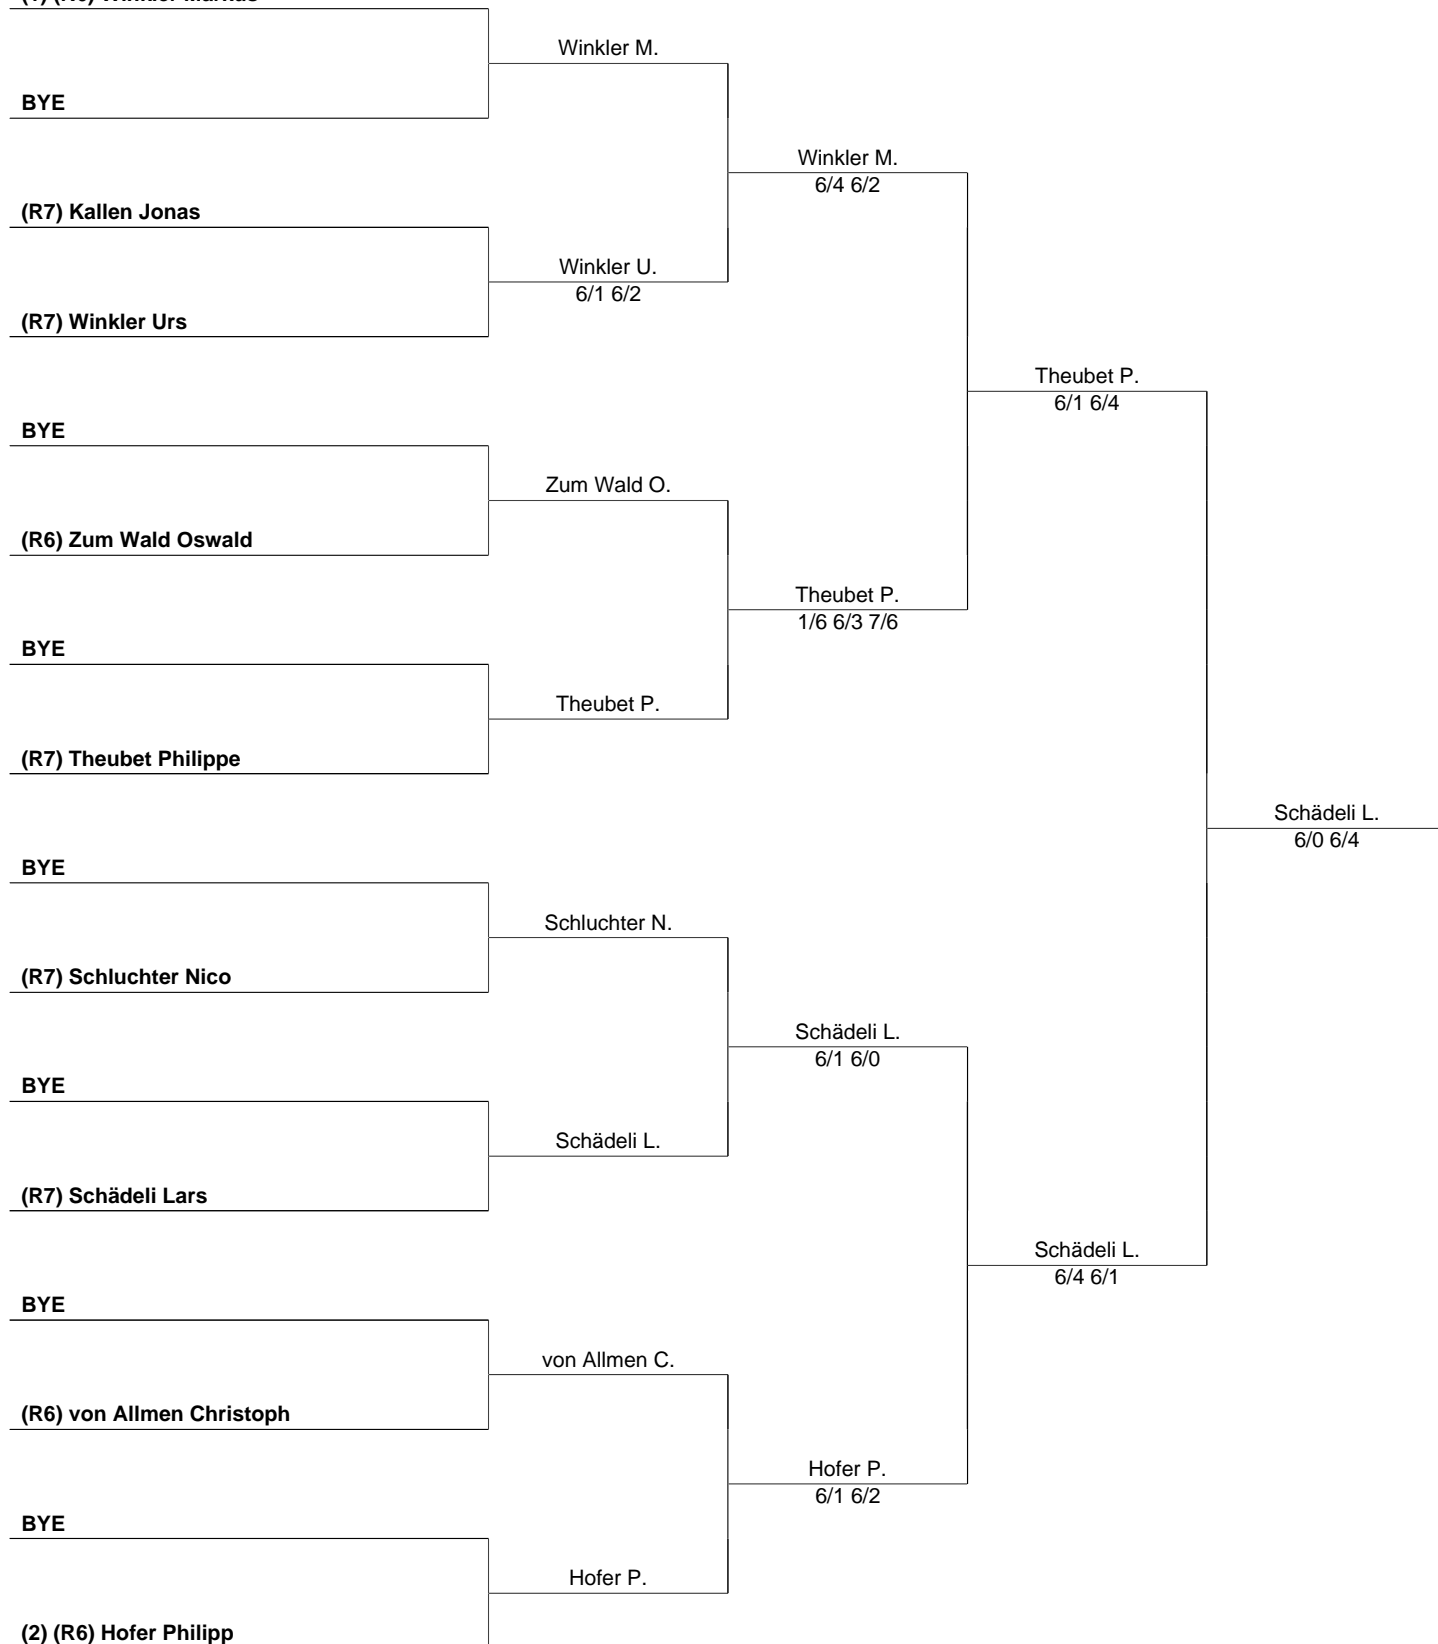 Winkler M.
BYE
Winkler M.
6/4 6/2
(R7) Kallen Jonas
Winkler U.
6/1 6/2
(R7) Winkler Urs
Theubet P.
6/1 6/4
BYE
Zum Wald O.
(R6) Zum Wald Oswald
Theubet P.
1/6 6/3 7/6
BYE
Theubet P.
(R7) Theubet Philippe
Schädeli L.
6/0 6/4
BYE
Schluchter N.
(R7) Schluchter Nico
Schädeli L.
6/1 6/0
BYE
Schädeli L.
(R7) Schädeli Lars
Schädeli L.
6/4 6/1
BYE
von Allmen C.
(R6) von Allmen Christoph
Hofer P.
6/1 6/2
BYE
Hofer P.
(2) (R6) Hofer Philipp